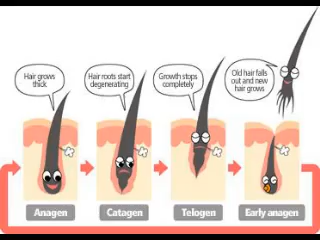 Hair grows
thick
Hair roots start
degenerating
Growth stops
completely
Old hair falls
out and new
hair grows
Anagen
Catagen
Telogen
Early anagen